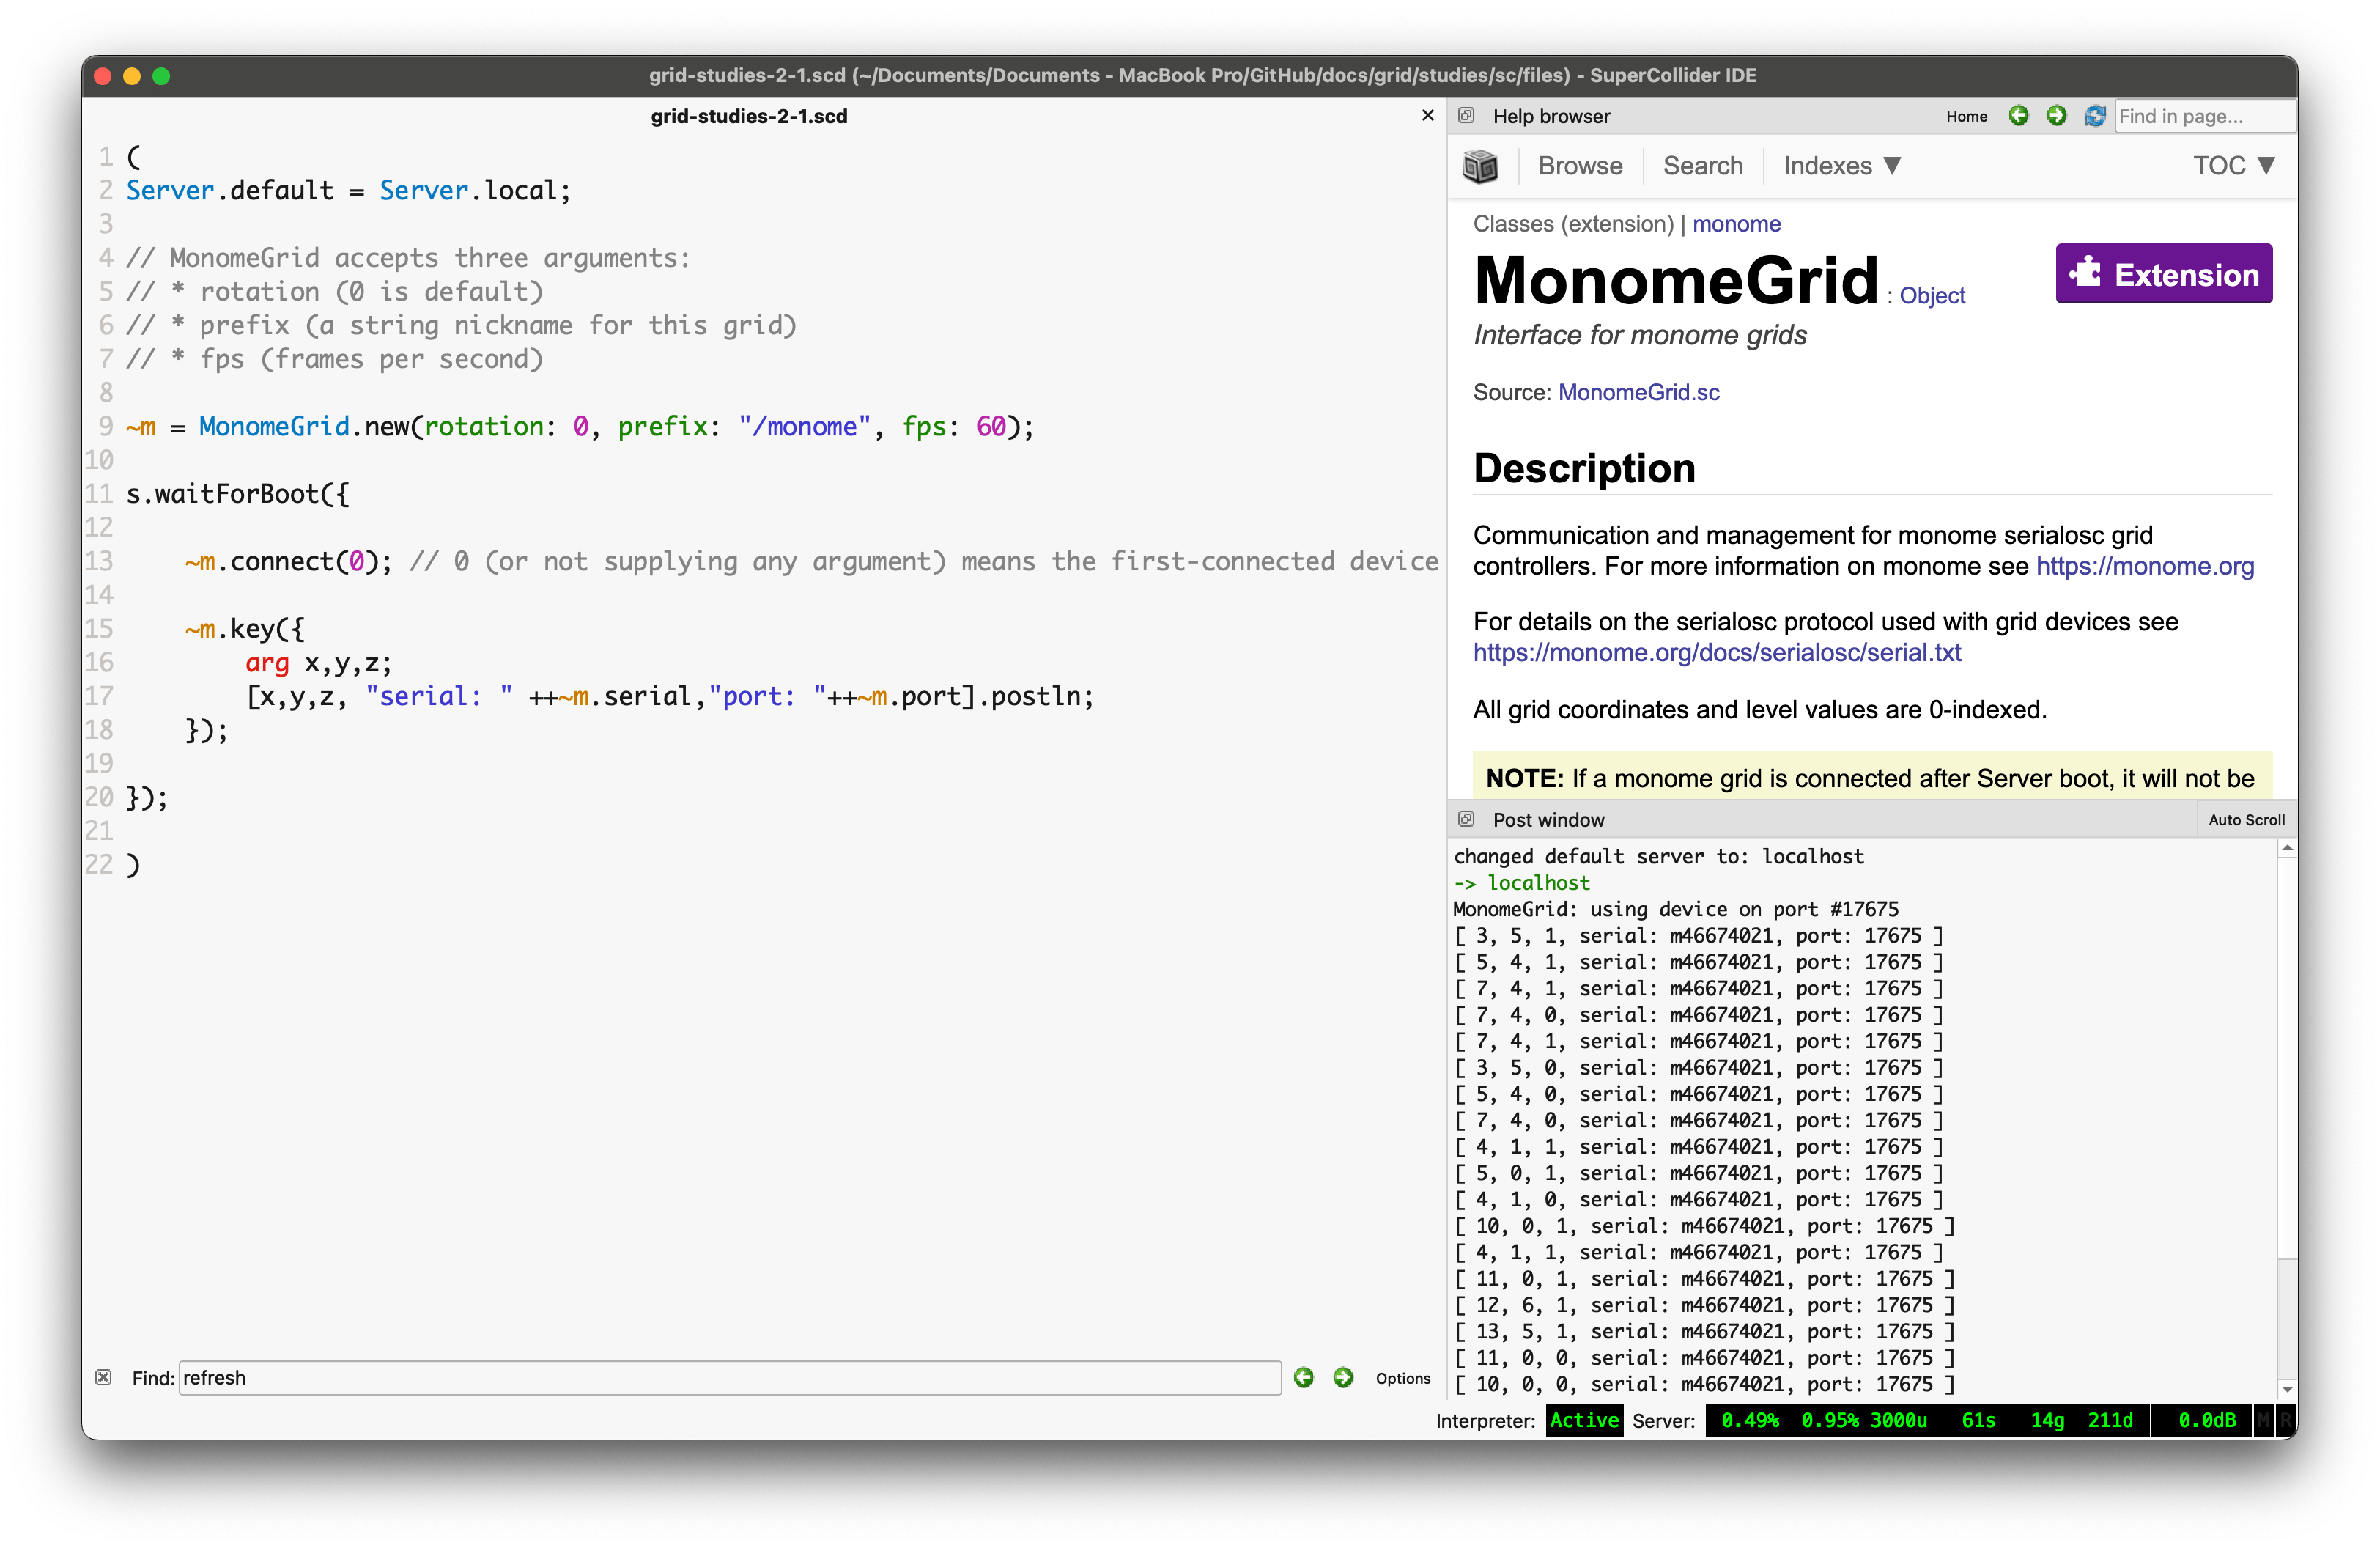 grid-studies-2-1.scd (~/Documents/Documents - MacBook Pro/GitHub/docs/grid/studies/sc/files) - SuperCollider IDE
grid-studies-2-1.scd
1 (
2 Server.default = Server.local;
3
4 // MonomeGrid accepts three arguments:
5 // * rotation (0 is default)
6 // * prefix (a string nickname for this grid)
7 // * fps (frames per second)
8
9 ~m = MonomeGrid.new(rotation: 0, prefix: "/monome", fps: 60);
10
11 s.waitForBoot({
12
13 ~m.connect(0); // 0 (or not supplying any argument) means the first-connected device
14
15 ~m.key({
16 arg x,y,z;
17 [x,y,z, "serial: " ++~m.serial,"port: "++~m.port].postln;
18 });
19
20 });
21
22 )
Find: refresh
Options
Help browser
Home
Find in page...
Browse
Search
Indexes ▼
TOC ▼
Classes (extension) | monome
MonomeGrid : Object
Extension
Interface for monome grids
Source: MonomeGrid.sc
Description
Communication and management for monome serialosc grid
controllers. For more information on monome see https://monome.org
For details on the serialosc protocol used with grid devices see
https://monome.org/docs/serialosc/serial.txt
All grid coordinates and level values are 0-indexed.
NOTE: If a monome grid is connected after Server boot, it will not be
Post window
Auto Scroll
changed default server to: localhost
-> localhost
MonomeGrid: using device on port #17675
[ 3, 5, 1, serial: m46674021, port: 17675 ]
[ 5, 4, 1, serial: m46674021, port: 17675 ]
[ 7, 4, 1, serial: m46674021, port: 17675 ]
[ 7, 4, 0, serial: m46674021, port: 17675 ]
[ 7, 4, 1, serial: m46674021, port: 17675 ]
[ 3, 5, 0, serial: m46674021, port: 17675 ]
[ 5, 4, 0, serial: m46674021, port: 17675 ]
[ 7, 4, 0, serial: m46674021, port: 17675 ]
[ 4, 1, 1, serial: m46674021, port: 17675 ]
[ 5, 0, 1, serial: m46674021, port: 17675 ]
[ 4, 1, 0, serial: m46674021, port: 17675 ]
[ 10, 0, 1, serial: m46674021, port: 17675 ]
[ 4, 1, 1, serial: m46674021, port: 17675 ]
[ 11, 0, 1, serial: m46674021, port: 17675 ]
[ 12, 6, 1, serial: m46674021, port: 17675 ]
[ 13, 5, 1, serial: m46674021, port: 17675 ]
[ 11, 0, 0, serial: m46674021, port: 17675 ]
[ 10, 0, 0, serial: m46674021, port: 17675 ]
Interpreter: Active Server: 0.49% 0.95% 3000u 61s 14g 211d 0.0dB M R